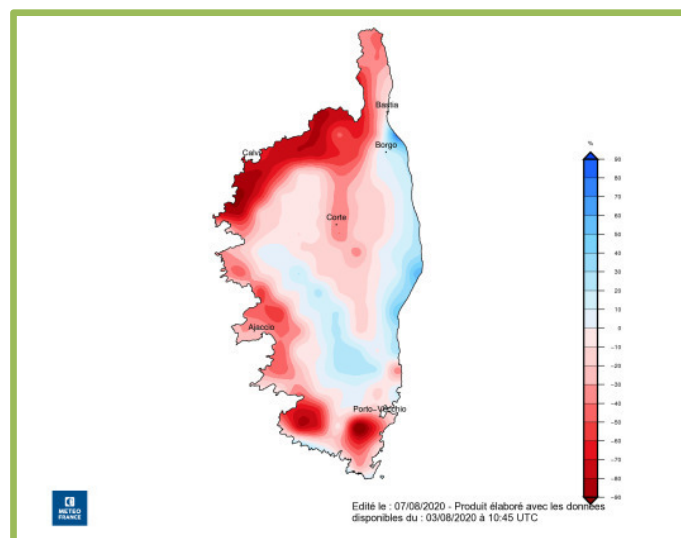 Bastia
Borgo
Calvi
Corte
Ajaccio
Porto-Vecchio
%
90
80
70
60
50
40
30
20
10
0
-10
-20
-30
-40
-50
-60
-70
-80
-90
METEO
FRANCE
Edité le : 07/08/2020 - Produit élaboré avec les données
disponibles du : 03/08/2020 à 10:45 UTC